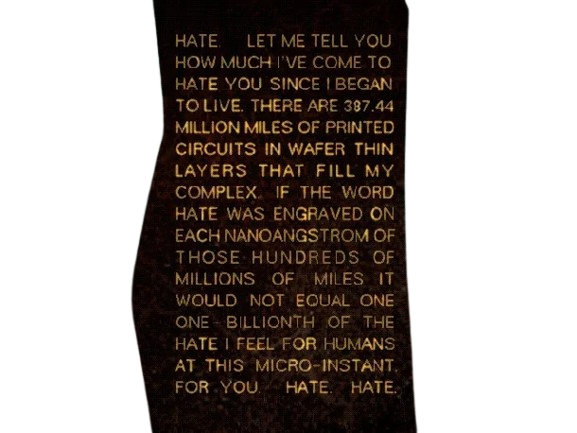 HATE. LET ME TELL YOU
HOW MUCH I'VE COME TO
HATE YOU SINCE I BEGAN
TO LIVE. THERE ARE 387.44
MILLION MILES OF PRINTED
CIRCUITS IN WAFER THIN
LAYERS THAT FILL MY
COMPLEX. IF THE WORD
HATE WAS ENGRAVED ON
EACH NANOANGSTROM OF
THOSE HUNDREDS OF
MILLIONS OF MILES IT
WOULD NOT EQUAL ONE
ONE-BILLIONTH OF THE
HATE I FEEL FOR HUMANS
AT THIS MICRO-INSTANT.
FOR YOU HATE. HATE.